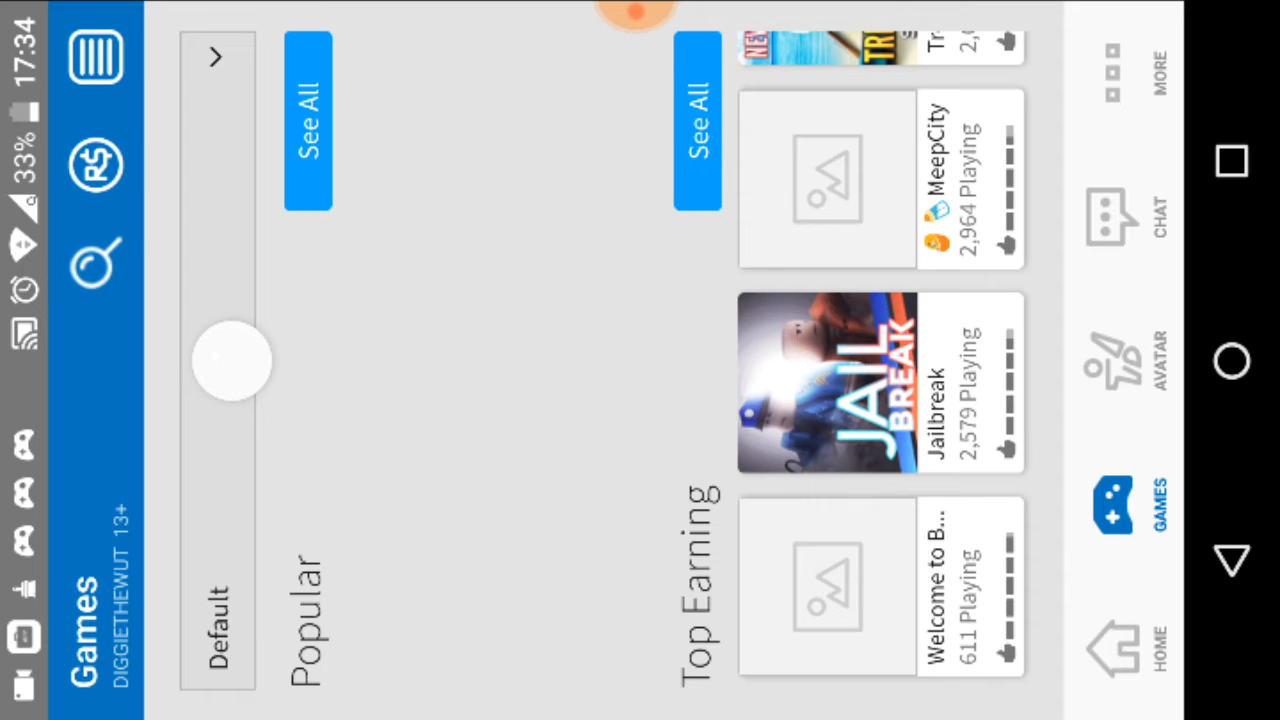 33% 17:34
Games
DIGGIETHEWUT 13+
R$
Default
Popular
See All
Top Earning
See All
Welcome to B...
611 Playing
JAIL
BREAK
Jailbreak
2,579 Playing
MeepCity
2,964 Playing
HOME
GAMES
AVATAR
CHAT
MORE